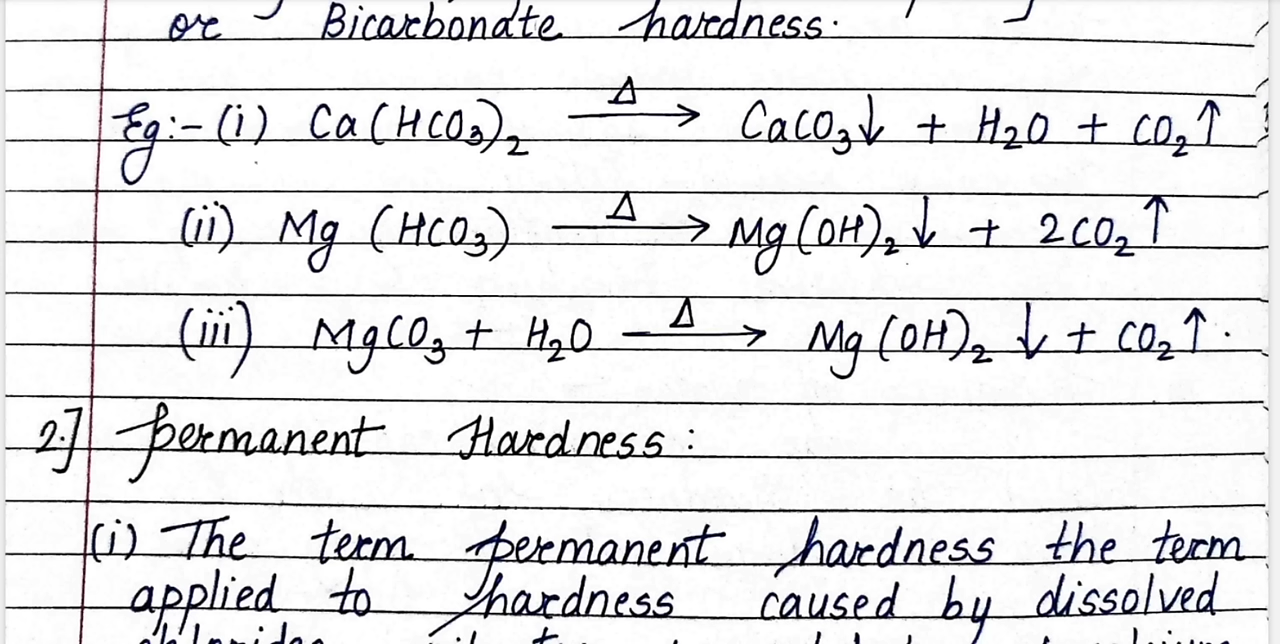 or Bicarbonate hardness.
Eg:- (i) Ca(HCO₃)₂ —Δ→ CaCO₃↓ + H₂O + CO₂↑
(ii) Mg (HCO₃) —Δ→ Mg(OH)₂↓ + 2CO₂↑
(iii) MgCO₃ + H₂O —Δ→ Mg(OH)₂ ↓ + CO₂↑.
2.] permanent Hardness:
(i) The term permanent hardness the term
applied to hardness caused by dissolved